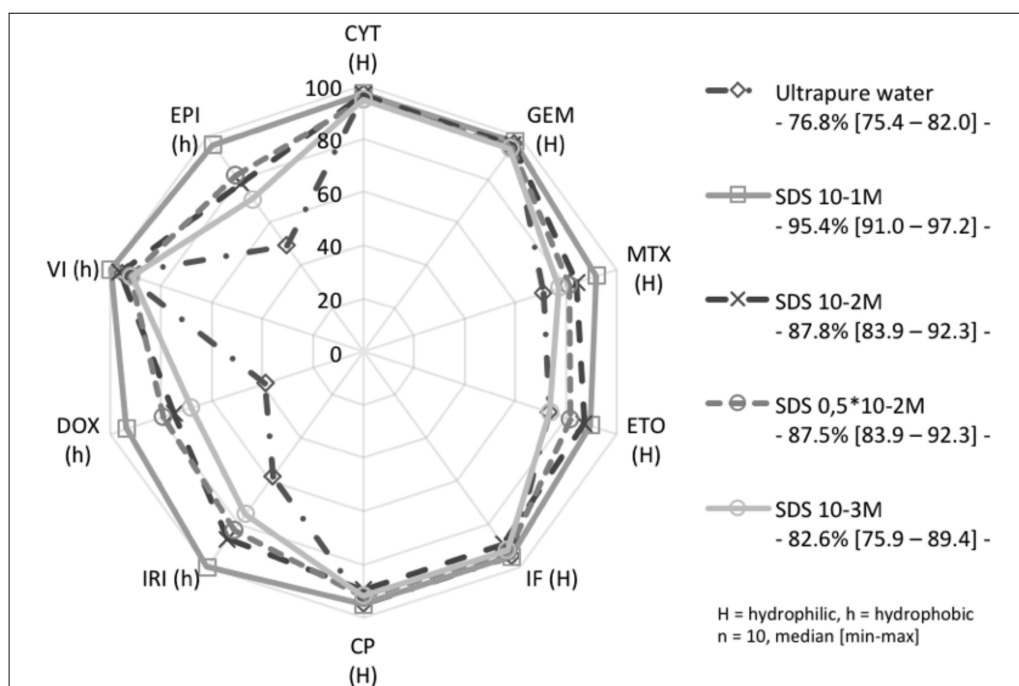 CYT
(H)
100
80
60
40
20
0
GEM
(H)
MTX
(H)
ETO
(H)
IF (H)
CP
(H)
IRI (h)
DOX
(h)
VI (h)
EPI
(h)
Ultrapure water
- 76.8% [75.4 – 82.0] -
SDS 10-1M
- 95.4% [91.0 – 97.2] -
SDS 10-2M
- 87.8% [83.9 – 92.3] -
SDS 0,5*10-2M
- 87.5% [83.9 – 92.3] -
SDS 10-3M
- 82.6% [75.9 – 89.4] -
H = hydrophilic, h = hydrophobic
n = 10, median [min-max]